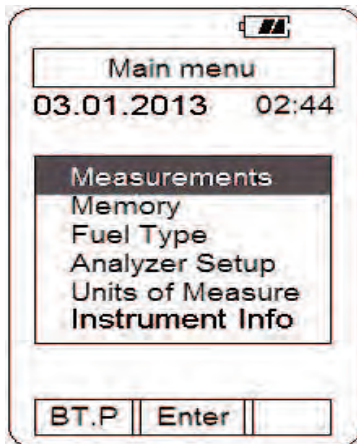 Main menu
03.01.2013 02:44
Measurements
Memory
Fuel Type
Analyzer Setup
Units of Measure
Instrument Info
BT.P Enter